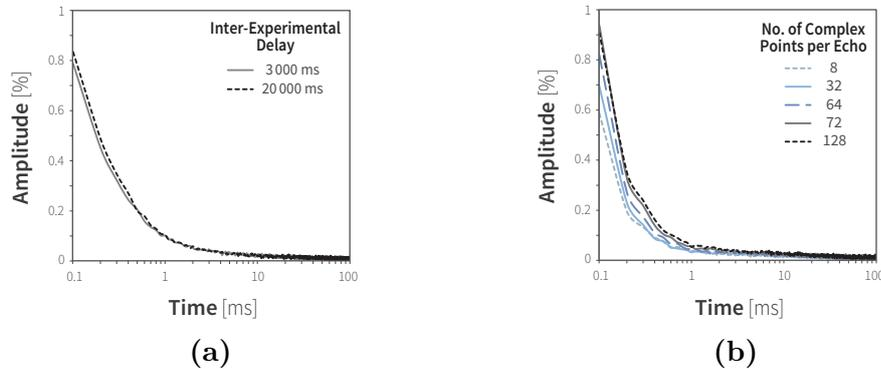 Inter-Experimental
Delay
3 000 ms
20 000 ms
1
0.8
0.6
0.4
0.2
0
Amplitude [%]
0.1 1 10 100
Time [ms]
(a)
No. of Complex
Points per Echo
8
32
64
72
128
1
0.8
0.6
0.4
0.2
0
Amplitude [%]
0.1 1 10 100
Time [ms]
(b)